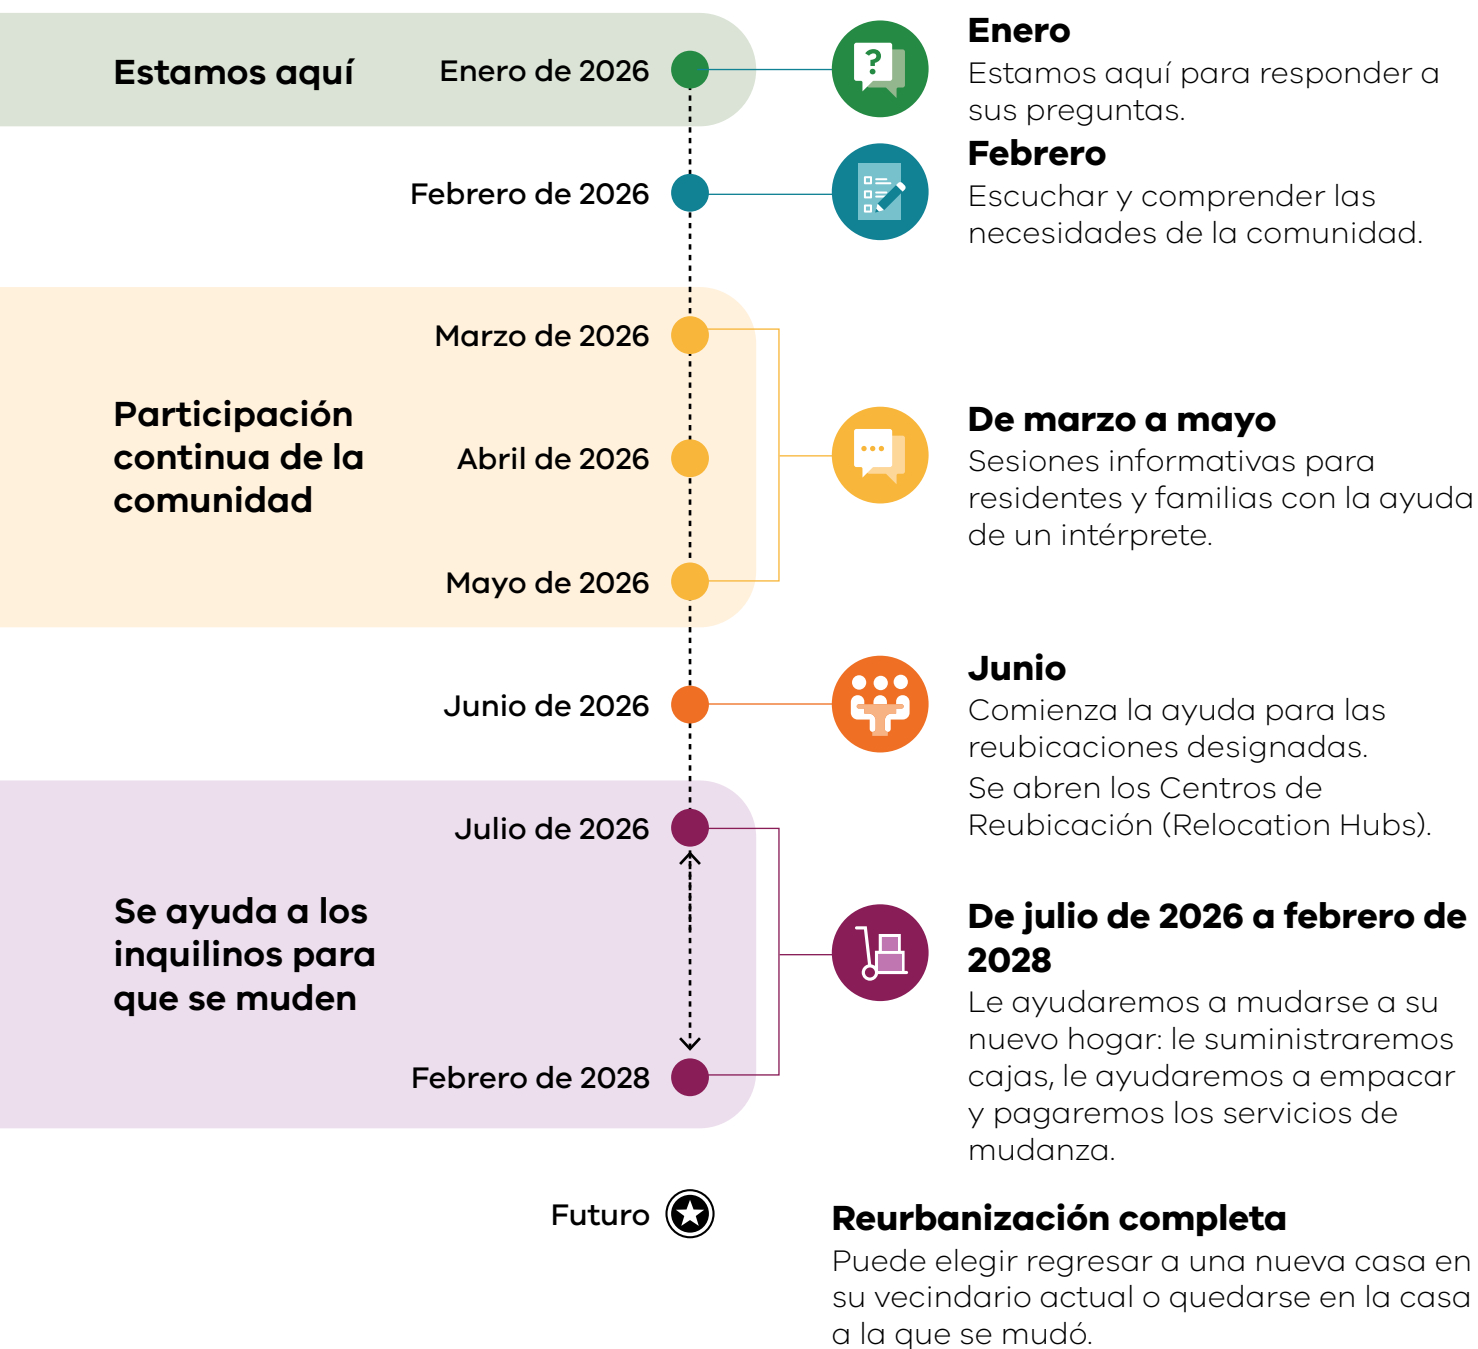 Estamos aquí
Enero de 2026
Enero
Estamos aquí para responder a
sus preguntas.
Febrero de 2026
Febrero
Escuchar y comprender las
necesidades de la comunidad.
Participación
continua de la
comunidad
Marzo de 2026
Abril de 2026
Mayo de 2026
De marzo a mayo
Sesiones informativas para
residentes y familias con la ayuda
de un intérprete.
Junio de 2026
Junio
Comienza la ayuda para las
reubicaciones designadas.
Se abren los Centros de
Reubicación (Relocation Hubs).
Se ayuda a los
inquilinos para
que se muden
Julio de 2026
Febrero de 2028
De julio de 2026 a febrero de
2028
Le ayudaremos a mudarse a su
nuevo hogar: le suministraremos
cajas, le ayudaremos a empacar
y pagaremos los servicios de
mudanza.
Futuro
Reurbanización completa
Puede elegir regresar a una nueva casa en
su vecindario actual o quedarse en la casa
a la que se mudó.